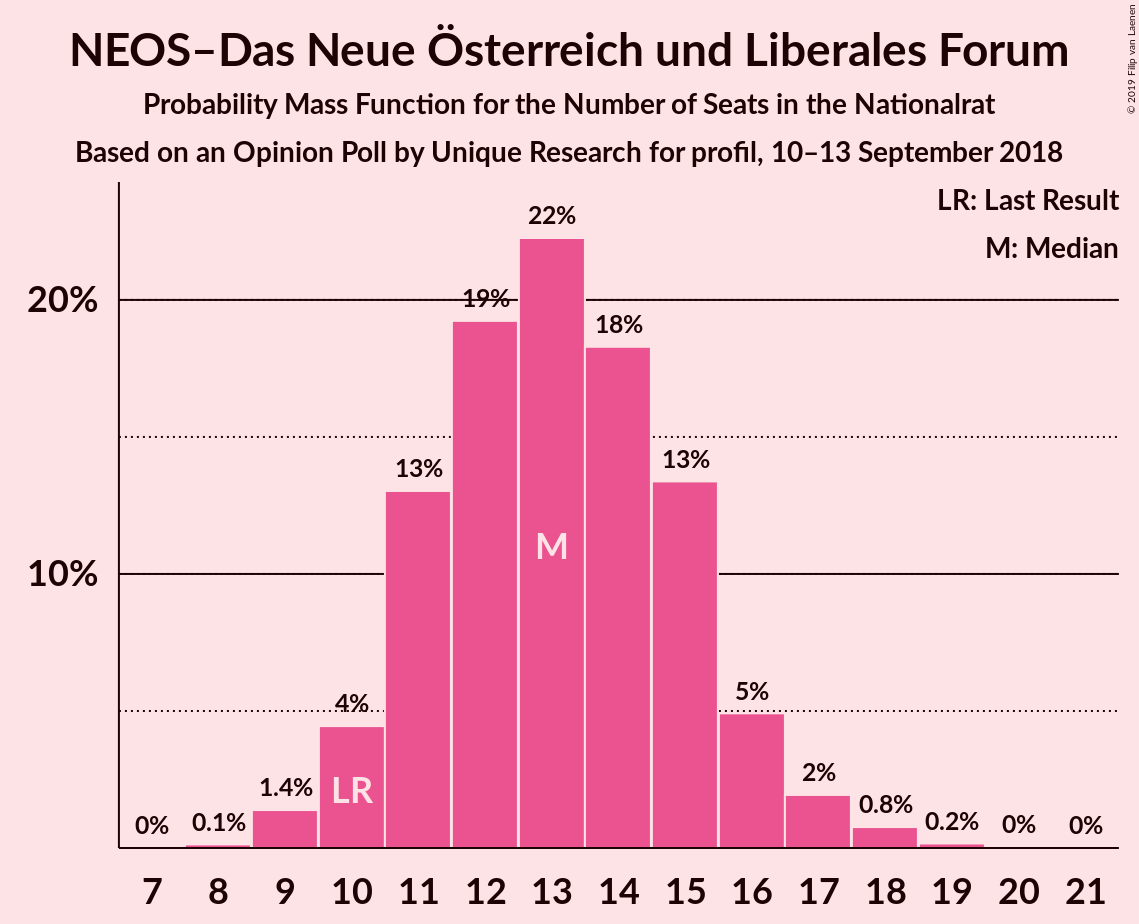 NEOS–Das Neue Österreich und Liberales Forum
Probability Mass Function for the Number of Seats in the Nationalrat
Based on an Opinion Poll by Unique Research for profil, 10–13 September 2018
© 2019 Filip van Laenen
LR: Last Result
M: Median
20%
10%
0%
0.1%
1.4%
4%
13%
19%
22%
18%
13%
5%
2%
0.8%
0.2%
0%
0%
LR
M
7 8 9 10 11 12 13 14 15 16 17 18 19 20 21